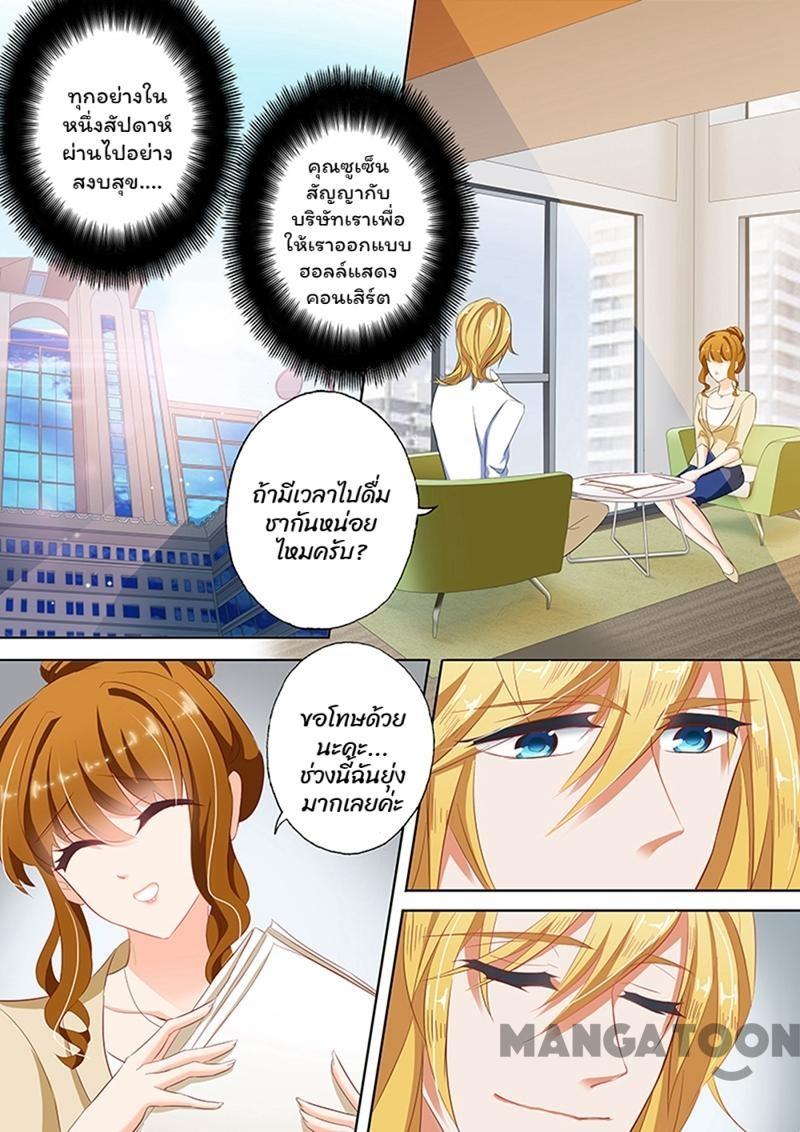 ทุกอย่างใน
หนึ่งสัปดาห์
ผ่านไปอย่าง
สงบสุข....
คุณซูเซ็น
สัญญากับ
บริษัทเราเพื่อ
ให้เราออกแบบ
ฮอลล์แสดง
คอนเสิร์ต
ถ้ามีเวลาไปดื่ม
ชากันหน่อย
ไหมครับ?
ขอโทษด้วย
นะคะ...
ช่วงนี้ฉันยุ่ง
มากเลยค่ะ
MANGATOON